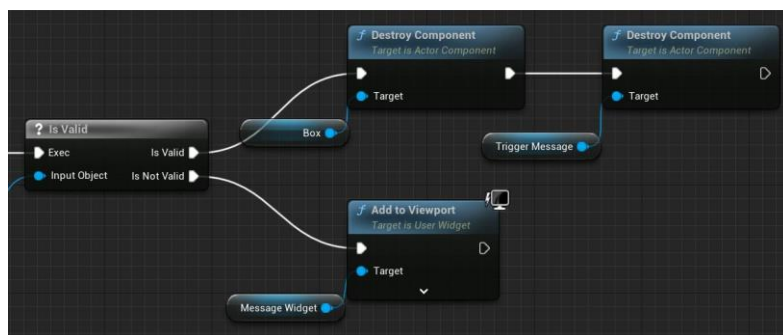 f Destroy Component
Target is Actor Component
Target
Box
f Destroy Component
Target is Actor Component
Target
Trigger Message
? Is Valid
Exec
Is Valid
Input Object
Is Not Valid
f Add to Viewport
Target is User Widget
Target
Message Widget